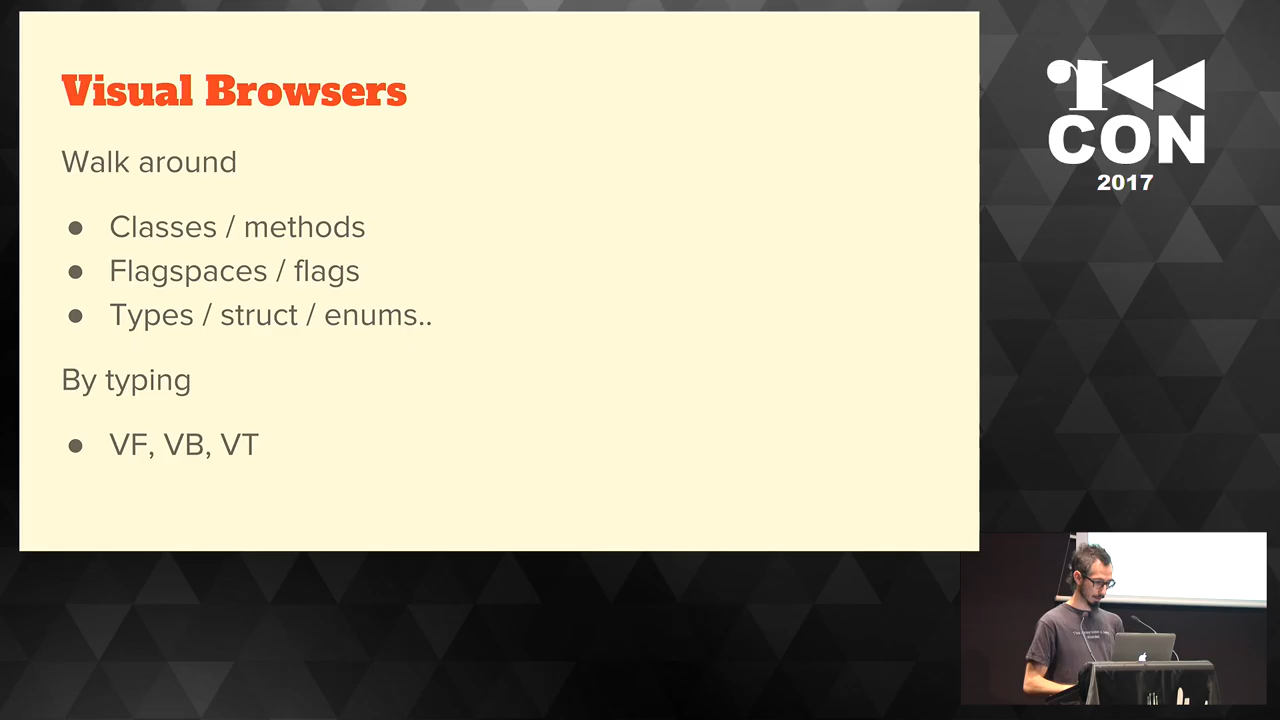 Visual Browsers
Walk around
● Classes / methods
● Flagspaces / flags
● Types / struct / enums..
By typing
● VF, VB, VT
CON
2017